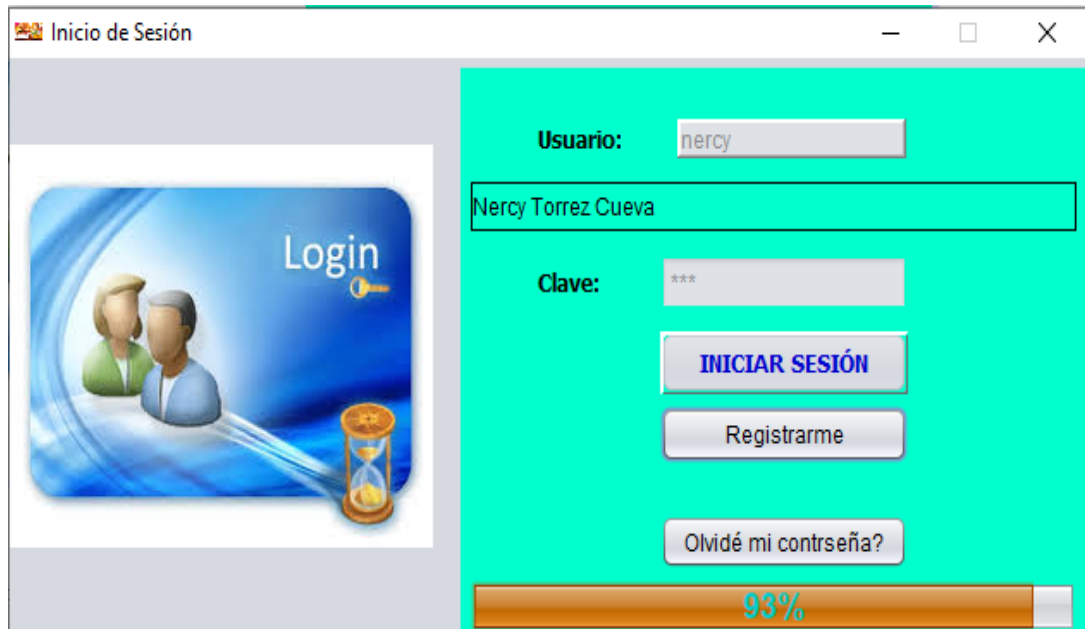 Inicio de Sesión
Login
Usuario: nercy
Nercy Torrez Cueva
Clave: ***
INICIAR SESIÓN
Registrarme
Olvidé mi contrseña?
93%